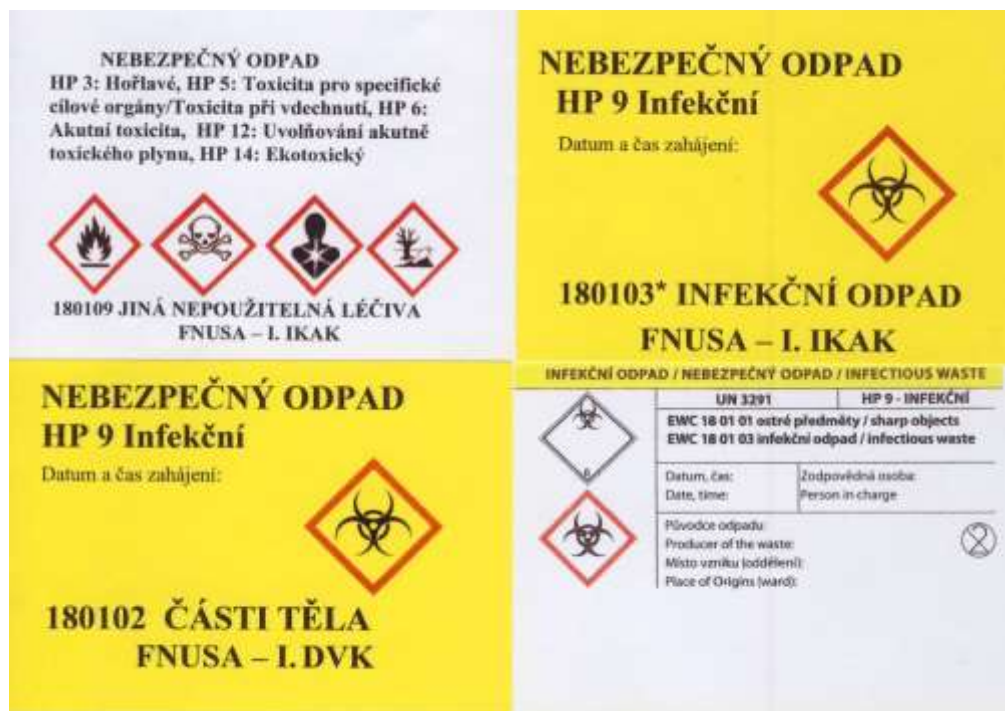 NEBEZPEČNÝ ODPAD
HP 3: Hořlavé, HP 5: Toxicita pro specifické
cílové orgány/Toxicita při vdechnutí, HP 6:
Akutní toxicita, HP 12: Uvolňování akutně
toxického plynu, HP 14: Ekotoxický
180109 JINÁ NEPOUŽITELNÁ LÉČIVA
FNUSA – I. IKAK
NEBEZPEČNÝ ODPAD
HP 9 Infekční
Datum a čas zahájení:
180103* INFEKČNÍ ODPAD
FNUSA – I. IKAK
NEBEZPEČNÝ ODPAD
HP 9 Infekční
Datum a čas zahájení:
180102 ČÁSTI TĚLA
FNUSA – I. DVK
INFEKČNÍ ODPAD / NEBEZPEČNÝ ODPAD / INFECTIOUS WASTE
UN 3291 HP 9 - INFEKČNÍ
EWC 18 01 01 ostré předměty / sharp objects
EWC 18 01 03 infekční odpad / infectious waste
6
Datum, čas: Zodpovědná osoba:
Date, time: Person in charge
Původce odpadu:
Producer of the waste:
Místo vzniku (oddělení):
Place of Origins (ward):
2